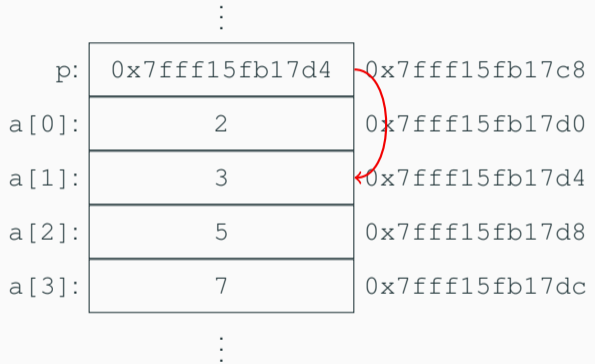 ⋮
p: 0x7fff15fb17d4 0x7fff15fb17c8
a[0]: 2 0x7fff15fb17d0
a[1]: 3 0x7fff15fb17d4
a[2]: 5 0x7fff15fb17d8
a[3]: 7 0x7fff15fb17dc
⋮